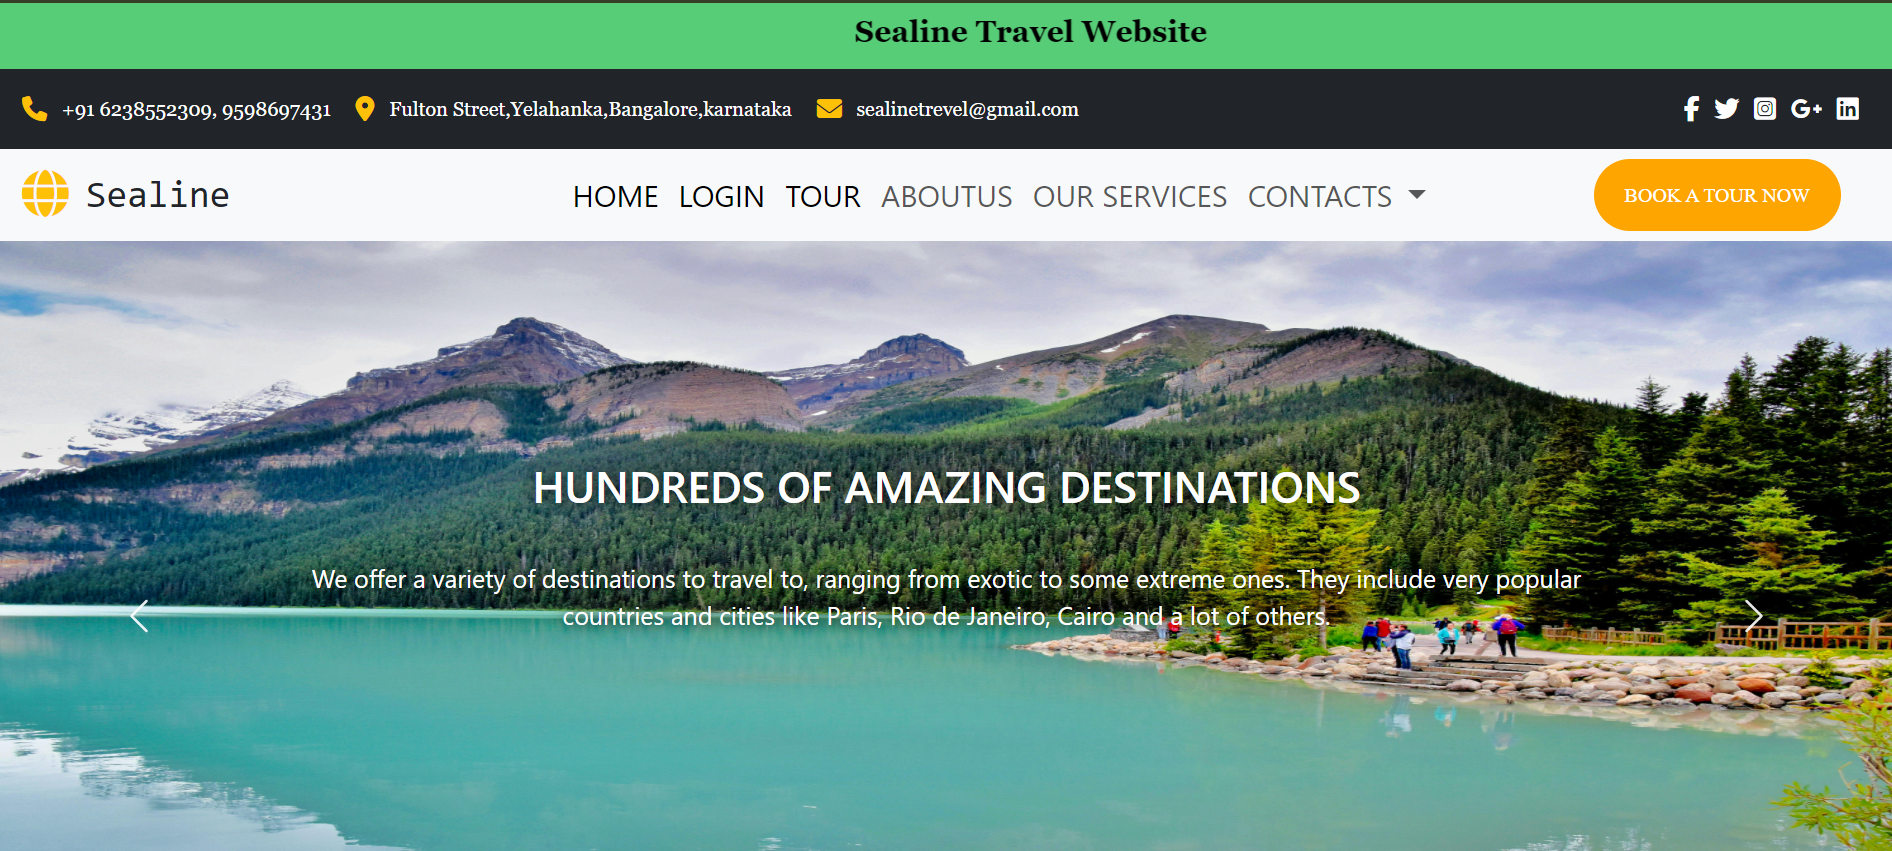 Sealine Travel Website
+91 6238552309, 9598697431 Fulton Street,Yelahanka,Bangalore,karnataka sealinetrevel@gmail.com
Sealine HOME LOGIN TOUR ABOUTUS OUR SERVICES CONTACTS BOOK A TOUR NOW
HUNDREDS OF AMAZING DESTINATIONS
We offer a variety of destinations to travel to, ranging from exotic to some extreme ones. They include very popular
countries and cities like Paris, Rio de Janeiro, Cairo and a lot of others.